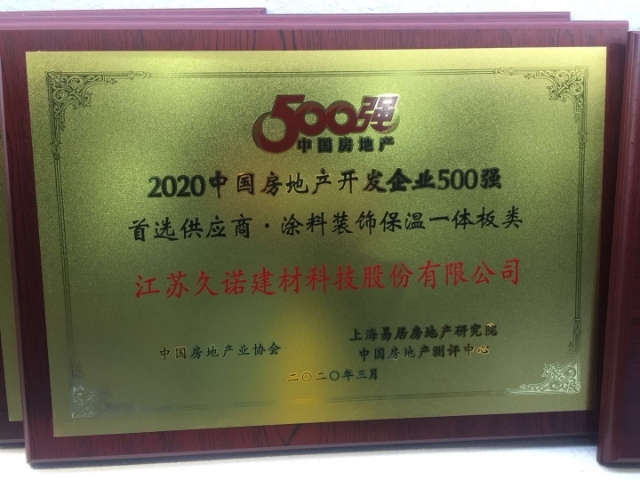 500强
中国房地产
2020中国房地产开发企业500强
首选供应商·涂料装饰保温一体板类
江苏久诺建材科技股份有限公司
中国房地产业协会
上海易居房地产研究院
中国房地产测评中心
二〇二〇年三月